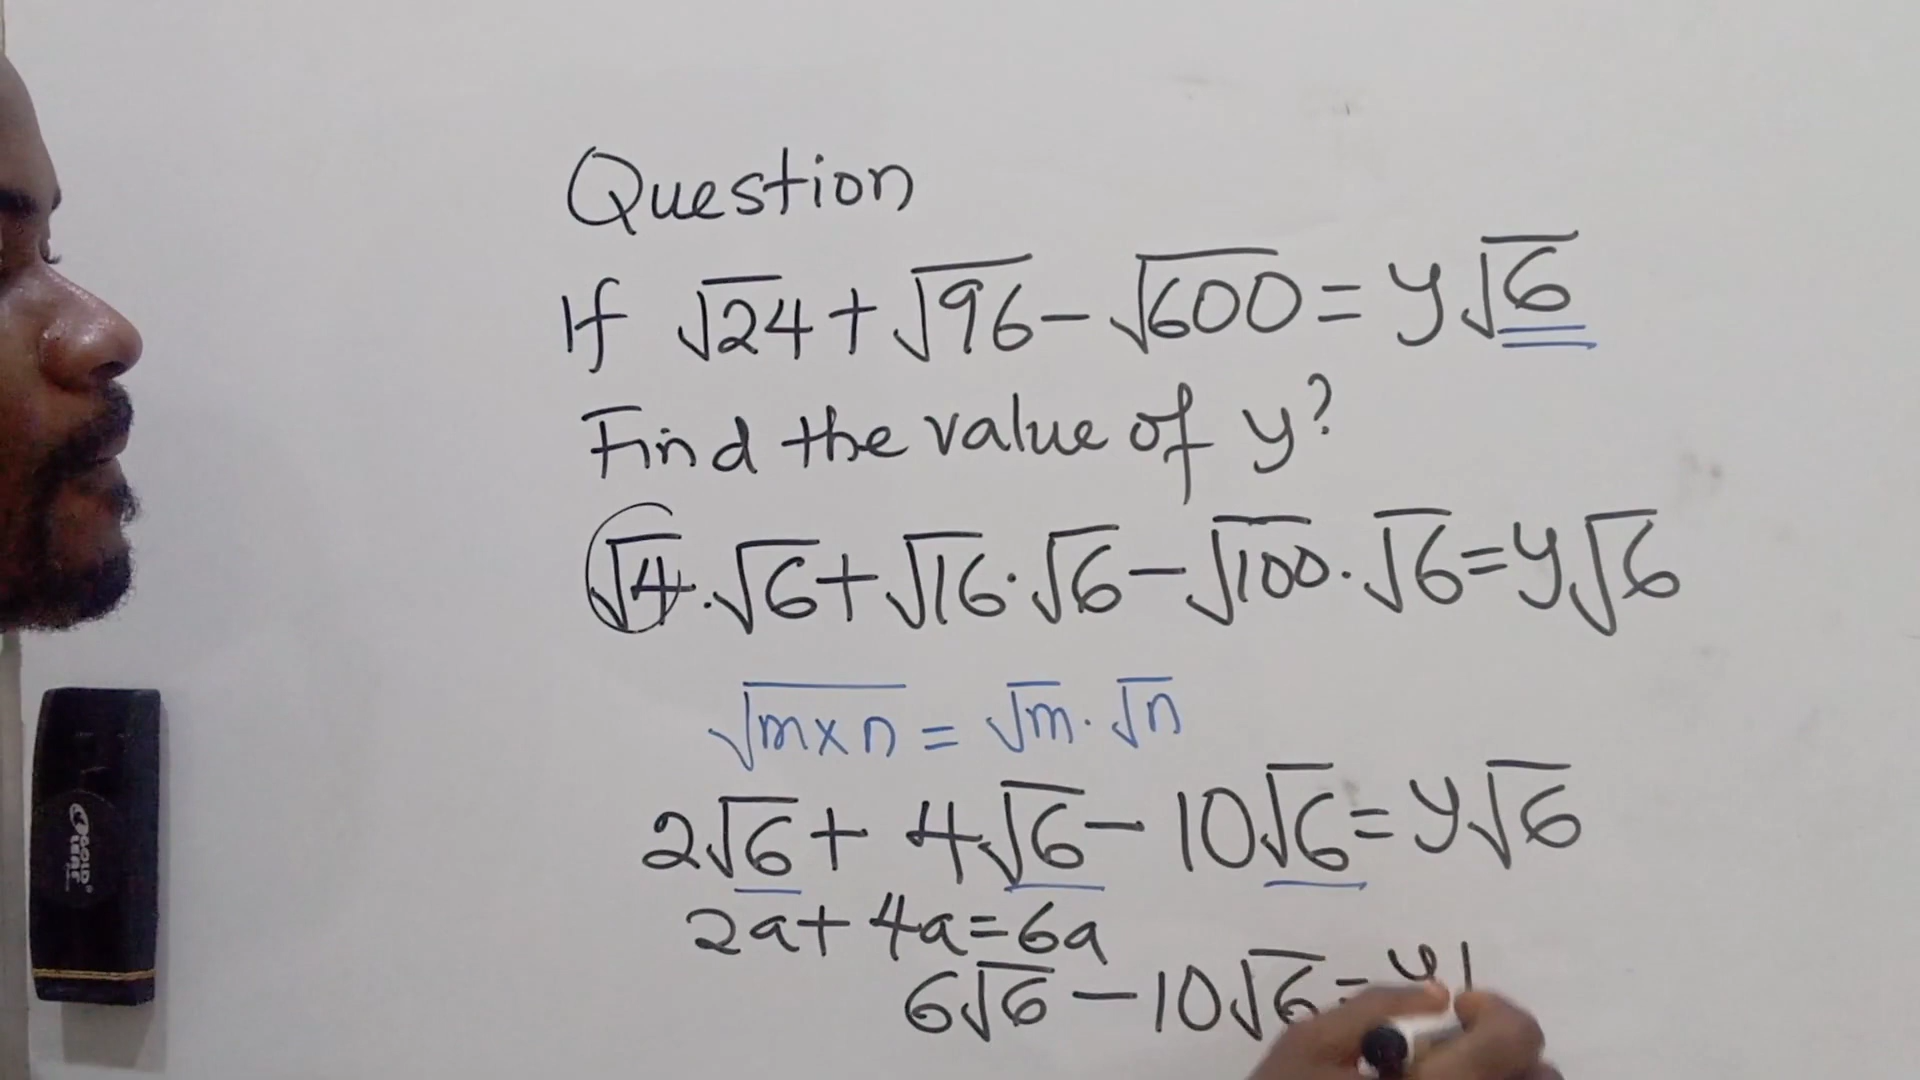 Question
If √24 + √96 - √600 = y√6
Find the value of y?
√4 . √6 + √16 . √6 - √100 . √6 = y√6
√m x n = √m . √n
2√6 + 4√6 - 10√6 = y√6
2a + 4a = 6a
6√6 - 10√6 = y
GOLD